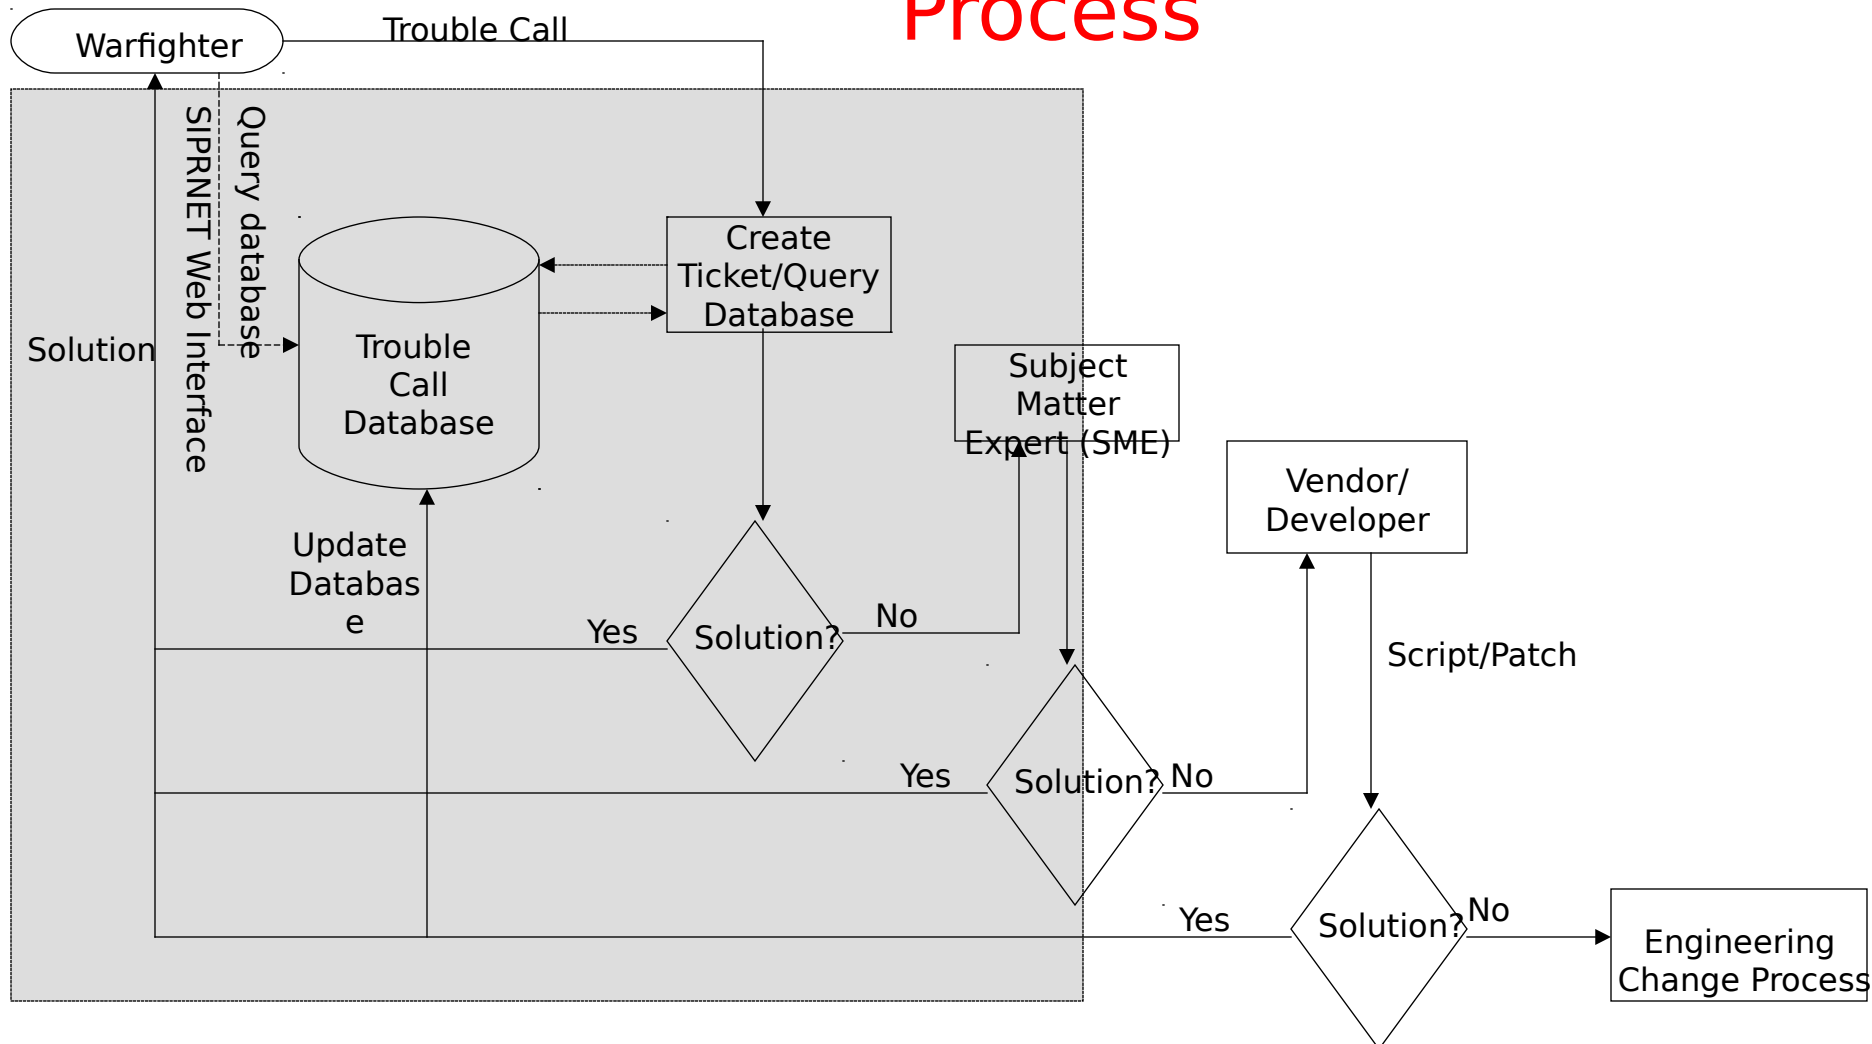 Process
Warfighter
Trouble Call
SIPRNET Web Interface
Query database
Create
Ticket/Query
Database
Solution
Trouble
Call
Database
Subject
Matter
Expert (SME)
Vendor/
Developer
Update
Databas
e
Yes
Solution?
No
Script/Patch
Yes
Solution?
No
Yes
Solution?
No
Engineering
Change Process